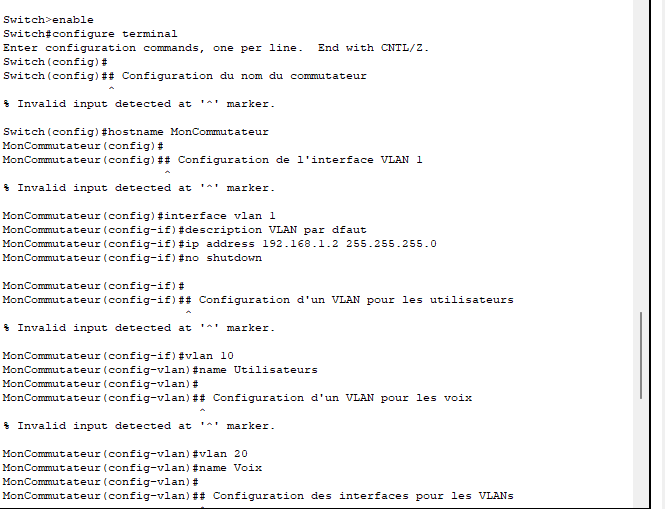 Switch>enable
Switch#configure terminal
Enter configuration commands, one per line.  End with CNTL/Z.
Switch(config)#
Switch(config)## Configuration du nom du commutateur
^
% Invalid input detected at '^' marker.
Switch(config)#hostname MonCommutateur
MonCommutateur(config)#
MonCommutateur(config)## Configuration de l'interface VLAN 1
^
% Invalid input detected at '^' marker.
MonCommutateur(config)#interface vlan 1
MonCommutateur(config-if)#description VLAN par dfaut
MonCommutateur(config-if)#ip address 192.168.1.2 255.255.255.0
MonCommutateur(config-if)#no shutdown
MonCommutateur(config-if)#
MonCommutateur(config-if)## Configuration d'un VLAN pour les utilisateurs
^
% Invalid input detected at '^' marker.
MonCommutateur(config-if)#vlan 10
MonCommutateur(config-vlan)#name Utilisateurs
MonCommutateur(config-vlan)#
MonCommutateur(config-vlan)## Configuration d'un VLAN pour les voix
^
% Invalid input detected at '^' marker.
MonCommutateur(config-vlan)#vlan 20
MonCommutateur(config-vlan)#name Voix
MonCommutateur(config-vlan)#
MonCommutateur(config-vlan)## Configuration des interfaces pour les VLANs
^